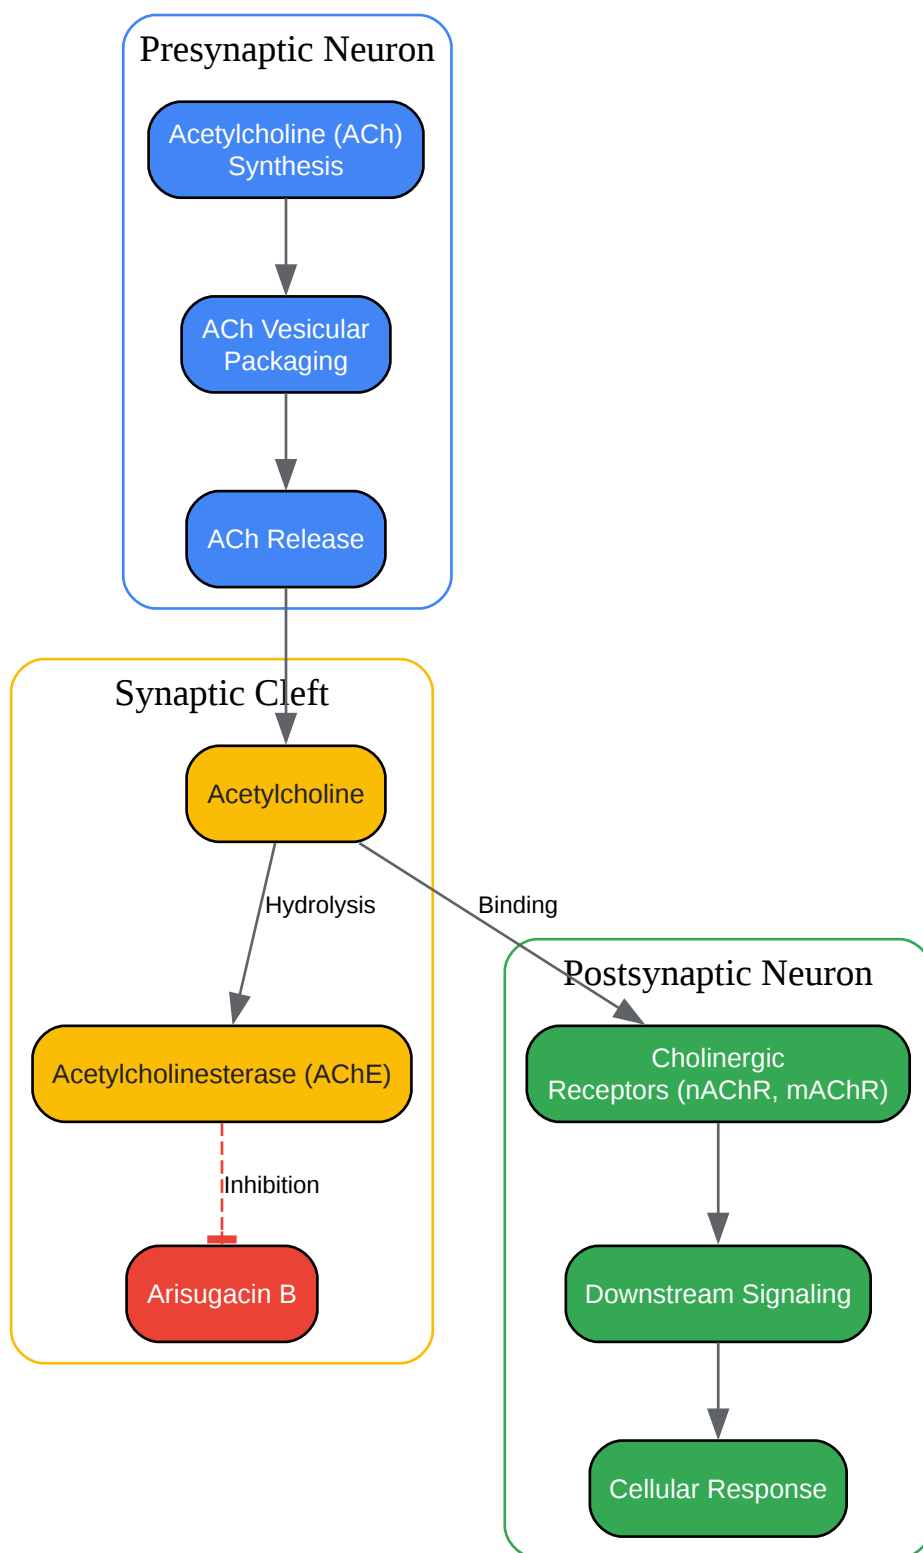 Presynaptic Neuron
Acetylcholine (ACh)
Synthesis
ACh Vesicular
Packaging
ACh Release
Synaptic Cleft
Acetylcholine
Hydrolysis
Binding
Postsynaptic Neuron
Acetylcholinesterase (AChE)
Cholinergic
Receptors (nAChR, mAChR)
Inhibition
Arisugacin B
Downstream Signaling
Cellular Response